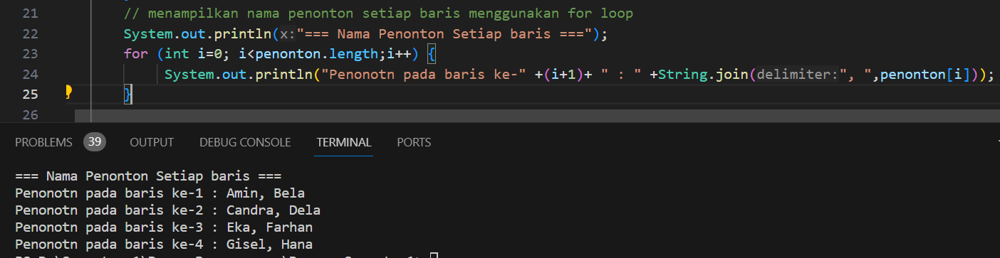 21 // menampilkan nama penonton setiap baris menggunakan for loop
22 System.out.println(x:"=== Nama Penonton Setiap baris ===");
23 for (int i=0; i<penonton.length;i++) {
24 System.out.println("Penonotn pada baris ke-" +(i+1)+ " : " +String.join(delimiter:", ",penonton[i]));
25 }
26
PROBLEMS 39 OUTPUT DEBUG CONSOLE TERMINAL PORTS
=== Nama Penonton Setiap baris ===
Penonotn pada baris ke-1 : Amin, Bela
Penonotn pada baris ke-2 : Candra, Dela
Penonotn pada baris ke-3 : Eka, Farhan
Penonotn pada baris ke-4 : Gisel, Hana